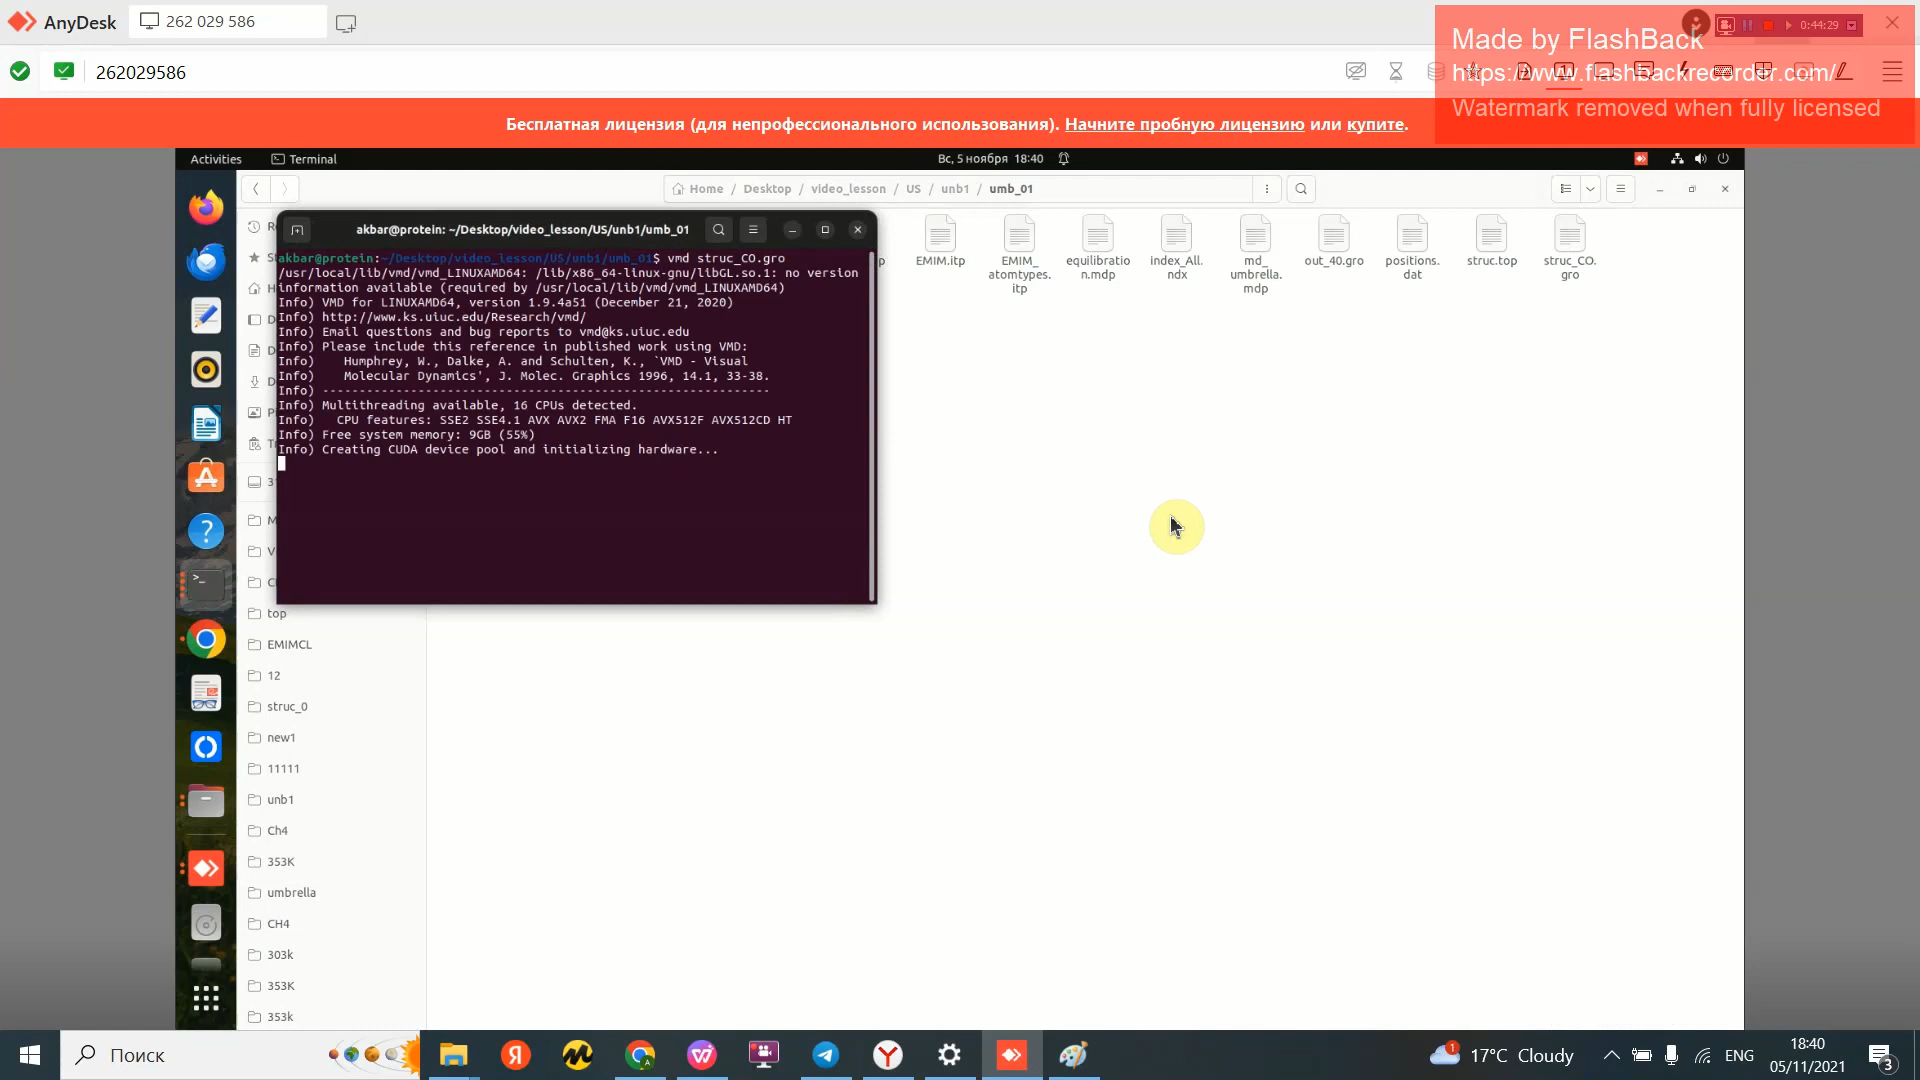 AnyDesk
262 029 586
0:44:29
Made by FlashBack
262029586
https://www.flashbackrecorder.com/
Watermark removed when fully licensed
Бесплатная лицензия (для непрофессионального использования). Начните пробную лицензию или купите.
Activities
Terminal
Вс, 5 ноября 18:40
Home / Desktop / video_lesson / US / unb1 / umb_01
akbar@protein: ~/Desktop/video_lesson/US/unb1/umb_01
akbar@protein:~/Desktop/video_lesson/US/unb1/umb_01$ vmd struc_CO.gro
/usr/local/lib/vmd/vmd_LINUXAMD64: /lib/x86_64-linux-gnu/libGL.so.1: no version
information available (required by /usr/local/lib/vmd/vmd_LINUXAMD64)
Info) VMD for LINUXAMD64, version 1.9.4a51 (December 21, 2020)
Info) http://www.ks.uiuc.edu/Research/vmd/
Info) Email questions and bug reports to vmd@ks.uiuc.edu
Info) Please include this reference in published work using VMD:
Info)    Humphrey, W., Dalke, A. and Schulten, K., `VMD - Visual
Info)    Molecular Dynamics', J. Molec. Graphics 1996, 14.1, 33-38.
Info) -------------------------------------------------------------
Info) Multithreading available, 16 CPUs detected.
Info)   CPU features: SSE2 SSE4.1 AVX AVX2 FMA F16 AVX512F AVX512CD HT
Info) Free system memory: 9GB (55%)
Info) Creating CUDA device pool and initializing hardware...
EMIM.itp
EMIM_
atomtypes.
itp
equilibratio
n.mdp
index_All.
ndx
md_
umbrella.
mdp
out_40.gro
positions.
dat
struc.top
struc_CO.
gro
top
EMIMCL
12
struc_0
new1
11111
unb1
Ch4
353K
umbrella
CH4
303k
353K
353k
Поиск
1
17°C Cloudy
ENG
18:40
05/11/2021
3